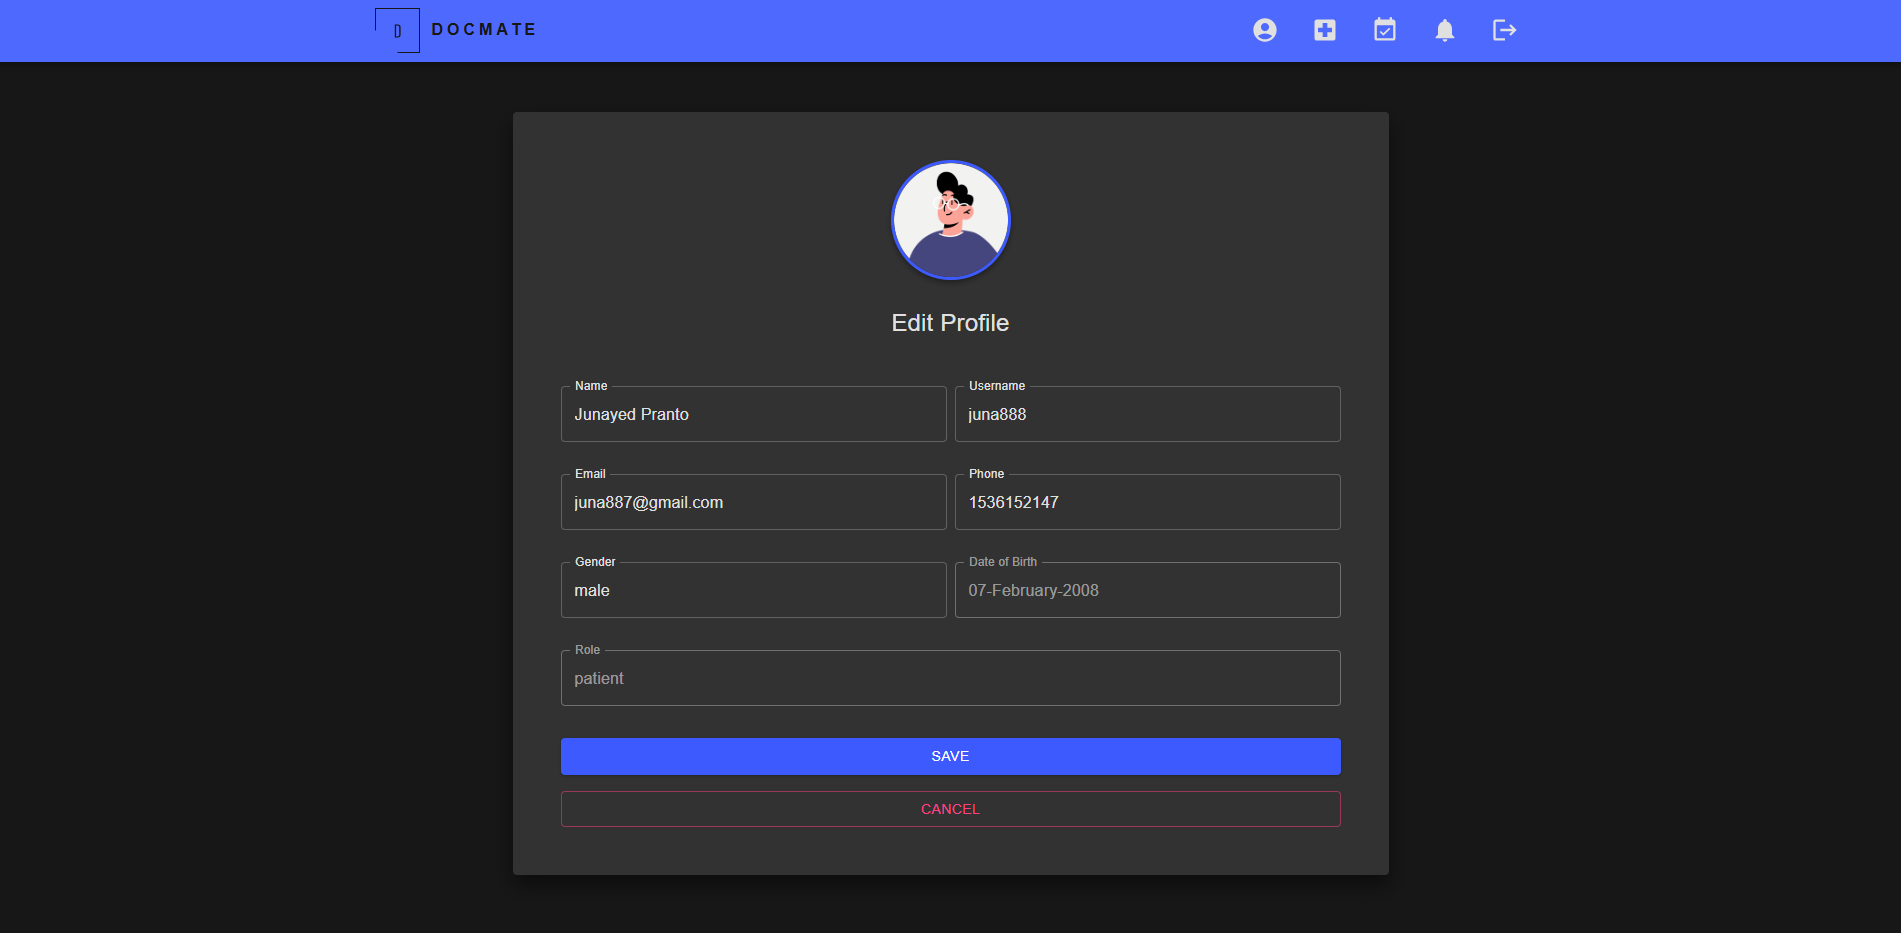 D
DOCMATE
Edit Profile
Name
Junayed Pranto
Username
juna888
Email
juna887@gmail.com
Phone
1536152147
Gender
male
Date of Birth
07-February-2008
Role
patient
SAVE
CANCEL